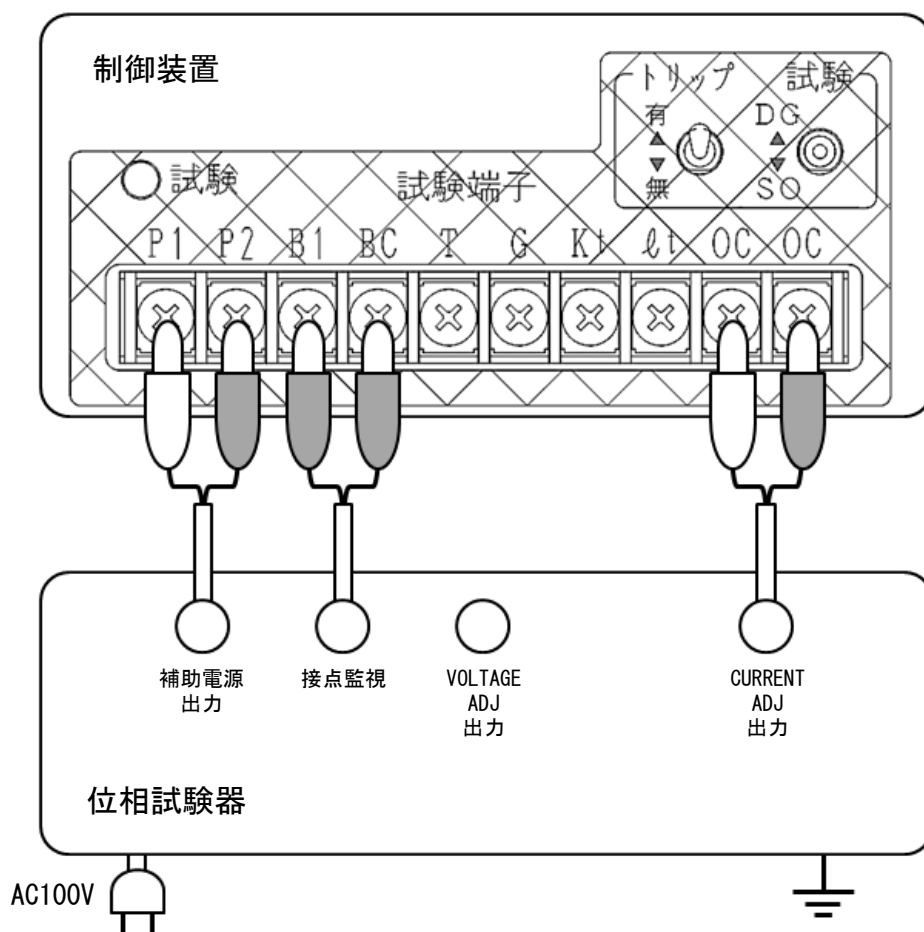 制御装置
トリップ 試験
有 DG
▲ ▲
▼ ▼
無 SO
試験 試験端子
P1 P2 B1 BC T G Kt ℓt OC OC
補助電源
出力
接点監視
VOLTAGE
ADJ
出力
CURRENT
ADJ
出力
位相試験器
AC100V